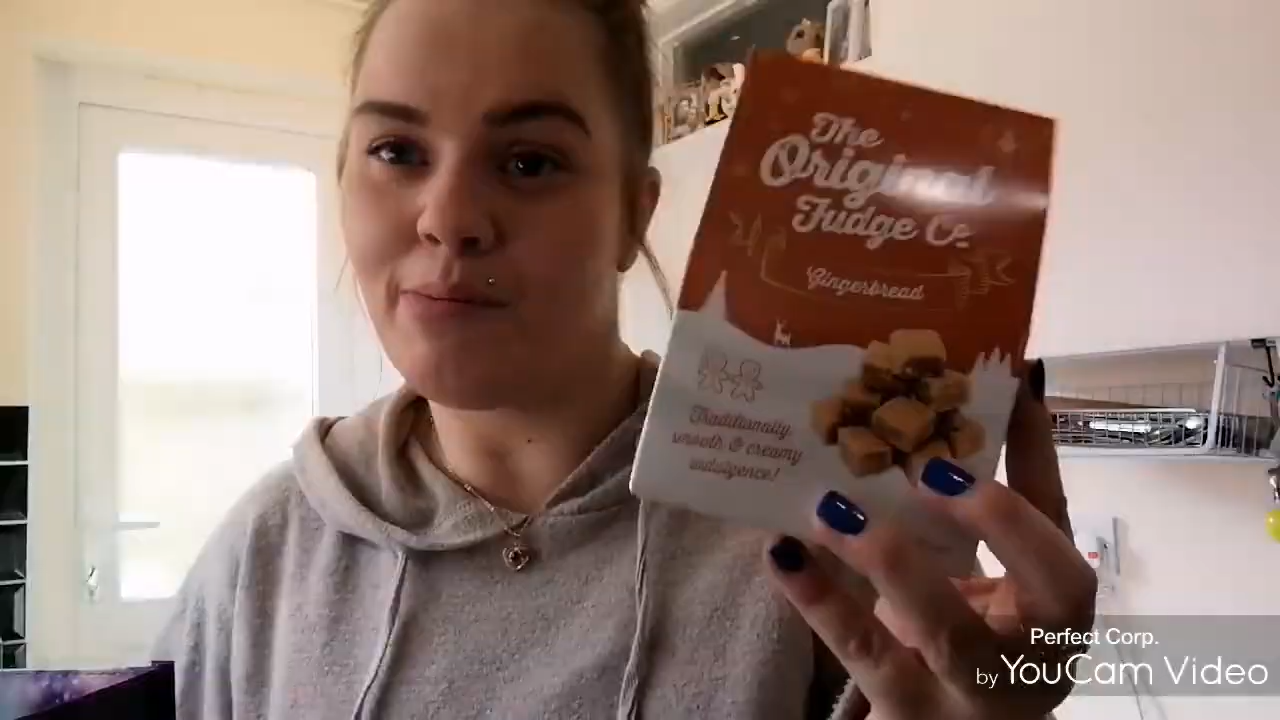 The
Original
Fudge Co.
Gingerbread
Traditionally
smooth & creamy
indulgence!
Perfect Corp.
by YouCam Video